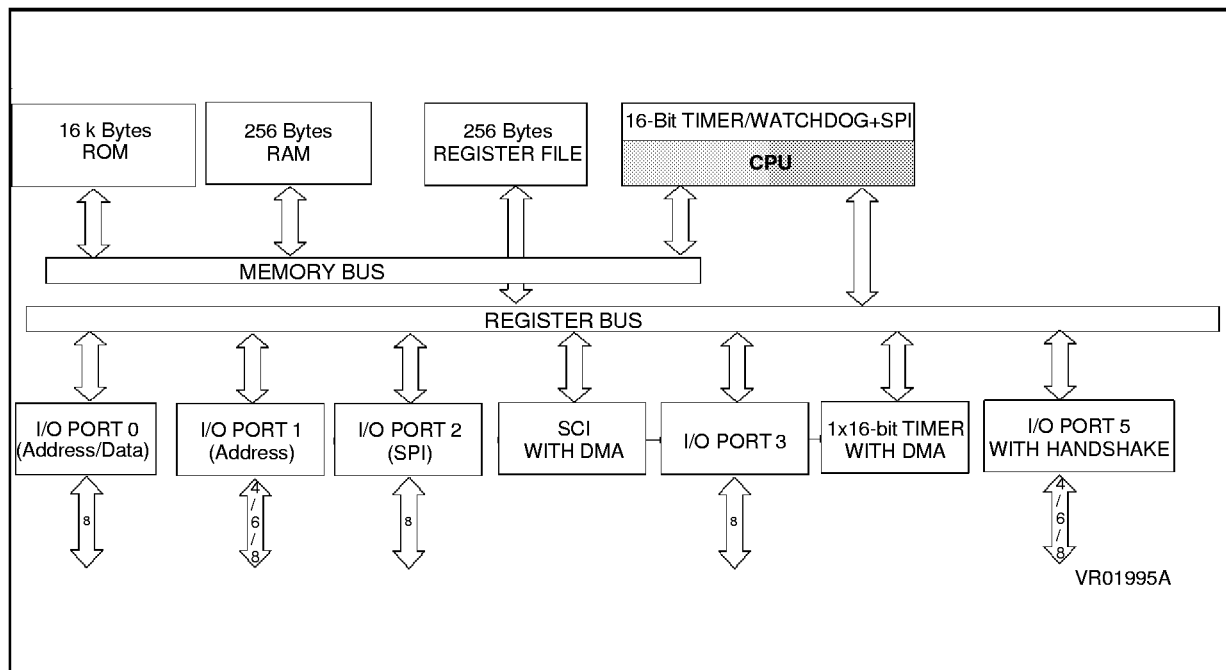 16 k Bytes
ROM
256 Bytes
RAM
256 Bytes
REGISTER FILE
16-Bit TIMER/WATCHDOG+SPI
CPU
MEMORY BUS
REGISTER BUS
I/O PORT 0
(Address/Data)
I/O PORT 1
(Address)
I/O PORT 2
(SPI)
SCI
WITH DMA
I/O PORT 3
1x16-bit TIMER
WITH DMA
I/O PORT 5
WITH HANDSHAKE
8
4/6/8
8
8
4/6/8
VR01995A